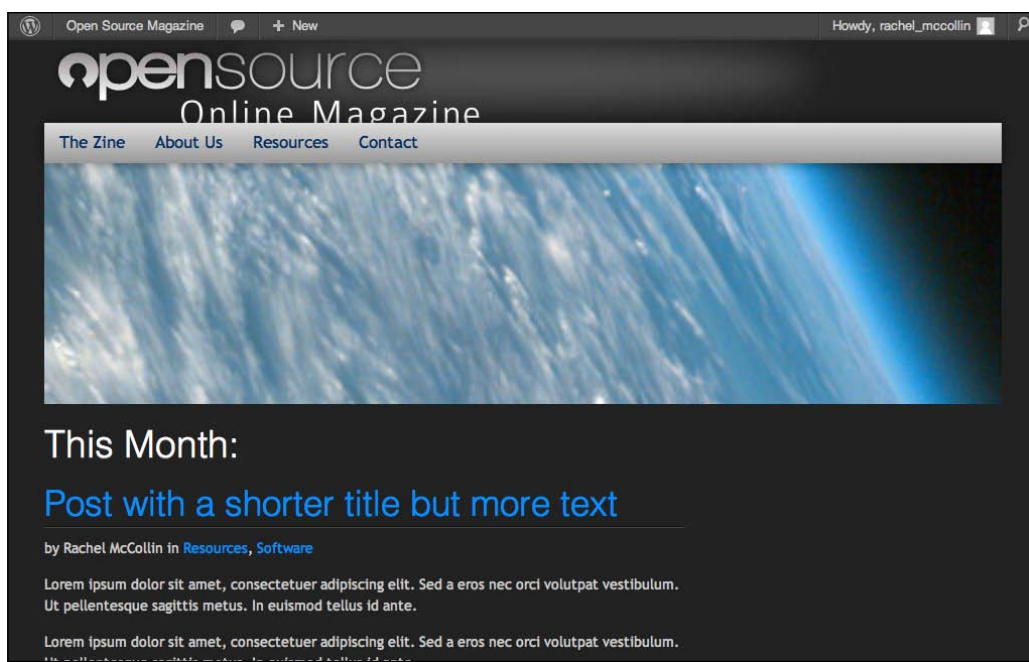 Open Source Magazine
+ New
Howdy, rachel_mccollin
opensource
Online Magazine
The Zine About Us Resources Contact
This Month:
Post with a shorter title but more text
by Rachel McCollin in Resources, Software
Lorem ipsum dolor sit amet, consectetuer adipiscing elit. Sed a eros nec orci volutpat vestibulum.
Ut pellentesque sagittis metus. In euismod tellus id ante.
Lorem ipsum dolor sit amet, consectetuer adipiscing elit. Sed a eros nec orci volutpat vestibulum.